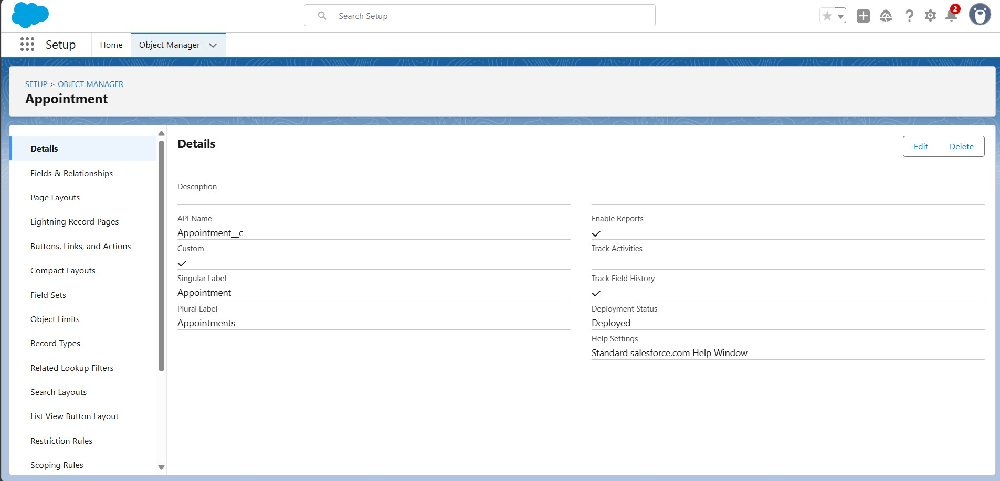 Search Setup
2
Setup
Home
Object Manager
SETUP > OBJECT MANAGER
Appointment
Details
Fields & Relationships
Page Layouts
Lightning Record Pages
Buttons, Links, and Actions
Compact Layouts
Field Sets
Object Limits
Record Types
Related Lookup Filters
Search Layouts
List View Button Layout
Restriction Rules
Scoping Rules
Details
Edit
Delete
Description
API Name
Appointment__c
Custom
Singular Label
Appointment
Plural Label
Appointments
Enable Reports
Track Activities
Track Field History
Deployment Status
Deployed
Help Settings
Standard salesforce.com Help Window